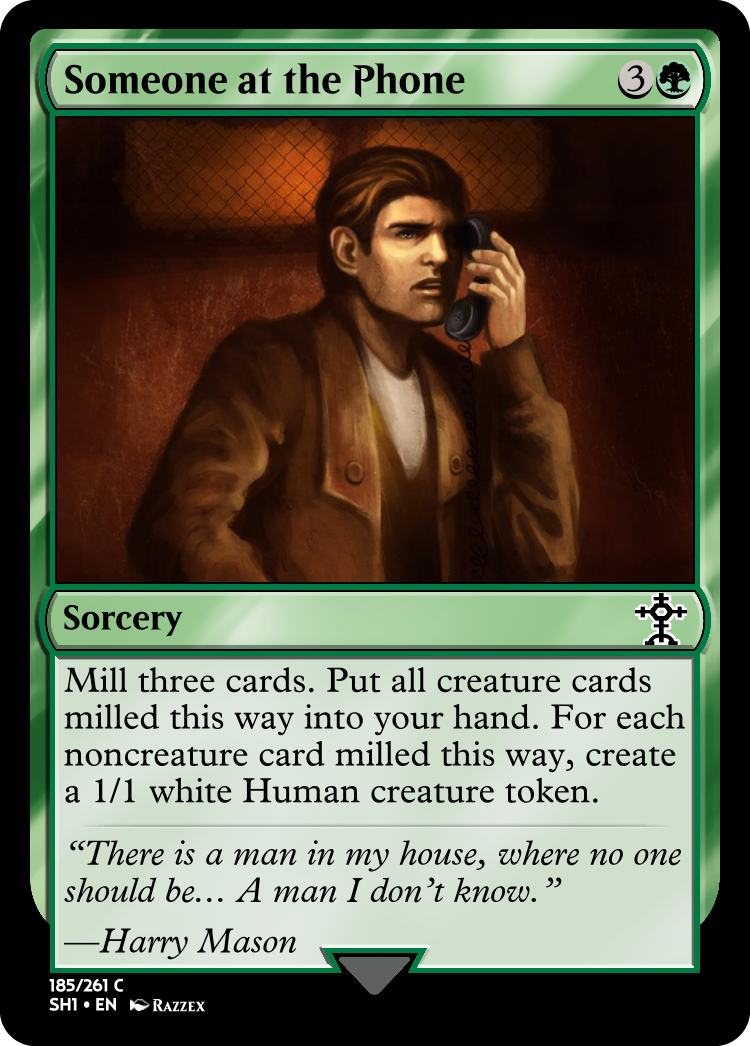 Someone at the Phone 3
Sorcery
Mill three cards. Put all creature cards
milled this way into your hand. For each
noncreature card milled this way, create
a 1/1 white Human creature token.
“There is a man in my house, where no one
should be… A man I don’t know.”
—Harry Mason
185/261 C
SH1 • EN Razzex